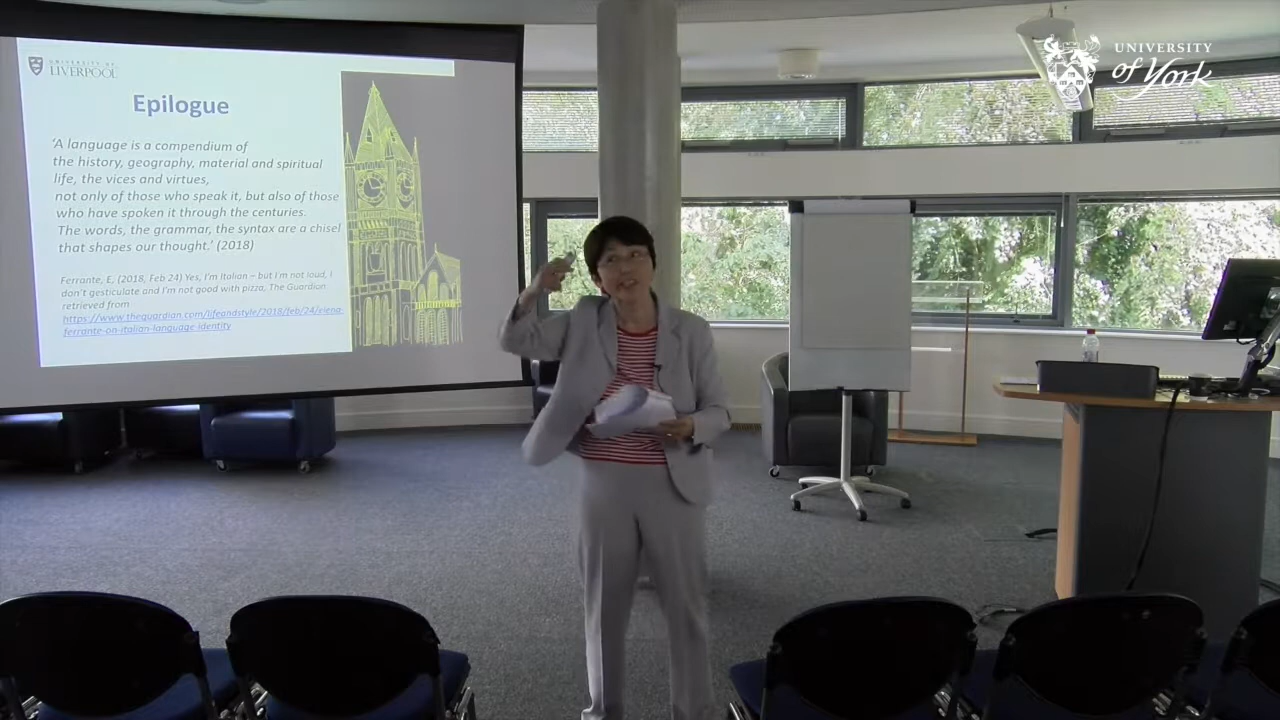 UNIVERSITY OF
LIVERPOOL
Epilogue
'A language is a compendium of
the history, geography, material and spiritual
life, the vices and virtues,
not only of those who speak it, but also of those
who have spoken it through the centuries.
The words, the grammar, the syntax are a chisel
that shapes our thought.' (2018)
Ferrante, E, (2018, Feb 24) Yes, I'm Italian – but I'm not loud, I
don't gesticulate and I'm not good with pizza, The Guardian
retrieved from
https://www.theguardian.com/lifeandstyle/2018/feb/24/elena-
ferrante-on-italian-language-identity
UNIVERSITY
of York